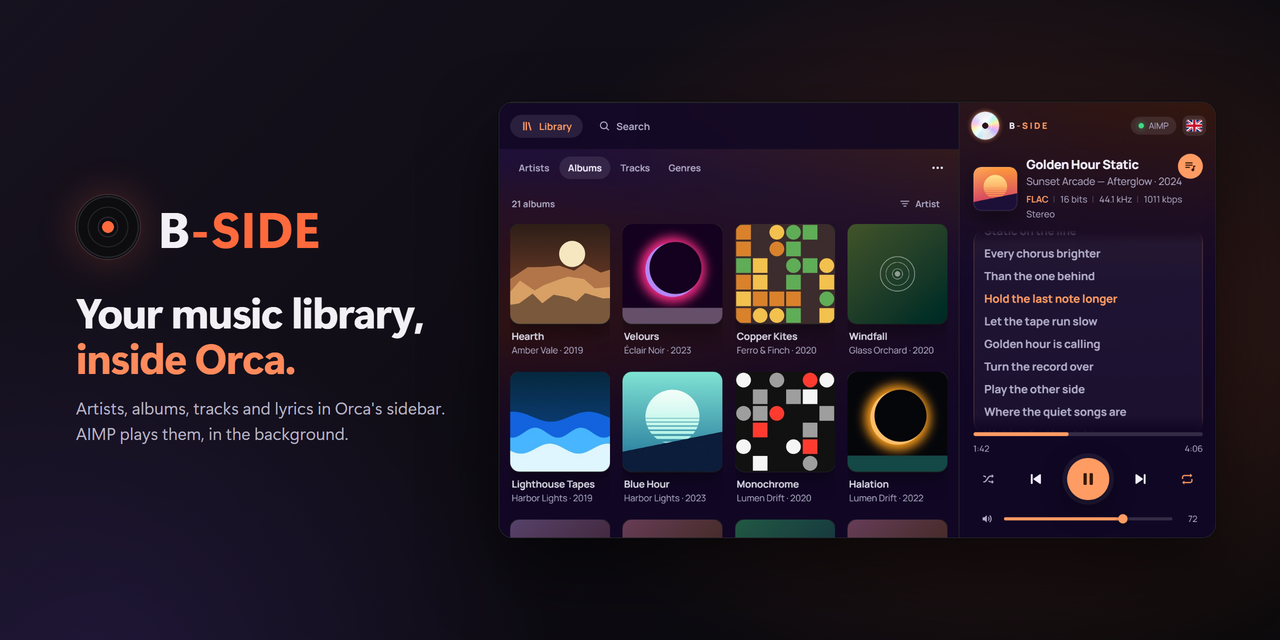 B-SIDE
Your music library,
inside Orca.
Artists, albums, tracks and lyrics in Orca's sidebar.
AIMP plays them, in the background.
Library
Search
Artists
Albums
Tracks
Genres
21 albums
Artist
Hearth
Amber Vale · 2019
Velours
Éclair Noir · 2023
Copper Kites
Ferro & Finch · 2020
Windfall
Glass Orchard · 2020
Lighthouse Tapes
Harbor Lights · 2019
Blue Hour
Harbor Lights · 2023
Monochrome
Lumen Drift · 2020
Halation
Lumen Drift · 2022
B-SIDE
AIMP
Golden Hour Static
Sunset Arcade — Afterglow · 2024
FLAC | 16 bits | 44.1 kHz | 1011 kbps
Stereo
Static on the line
Every chorus brighter
Than the one behind
Hold the last note longer
Let the tape run slow
Golden hour is calling
Turn the record over
Play the other side
Where the quiet songs are
1:42
4:06
72